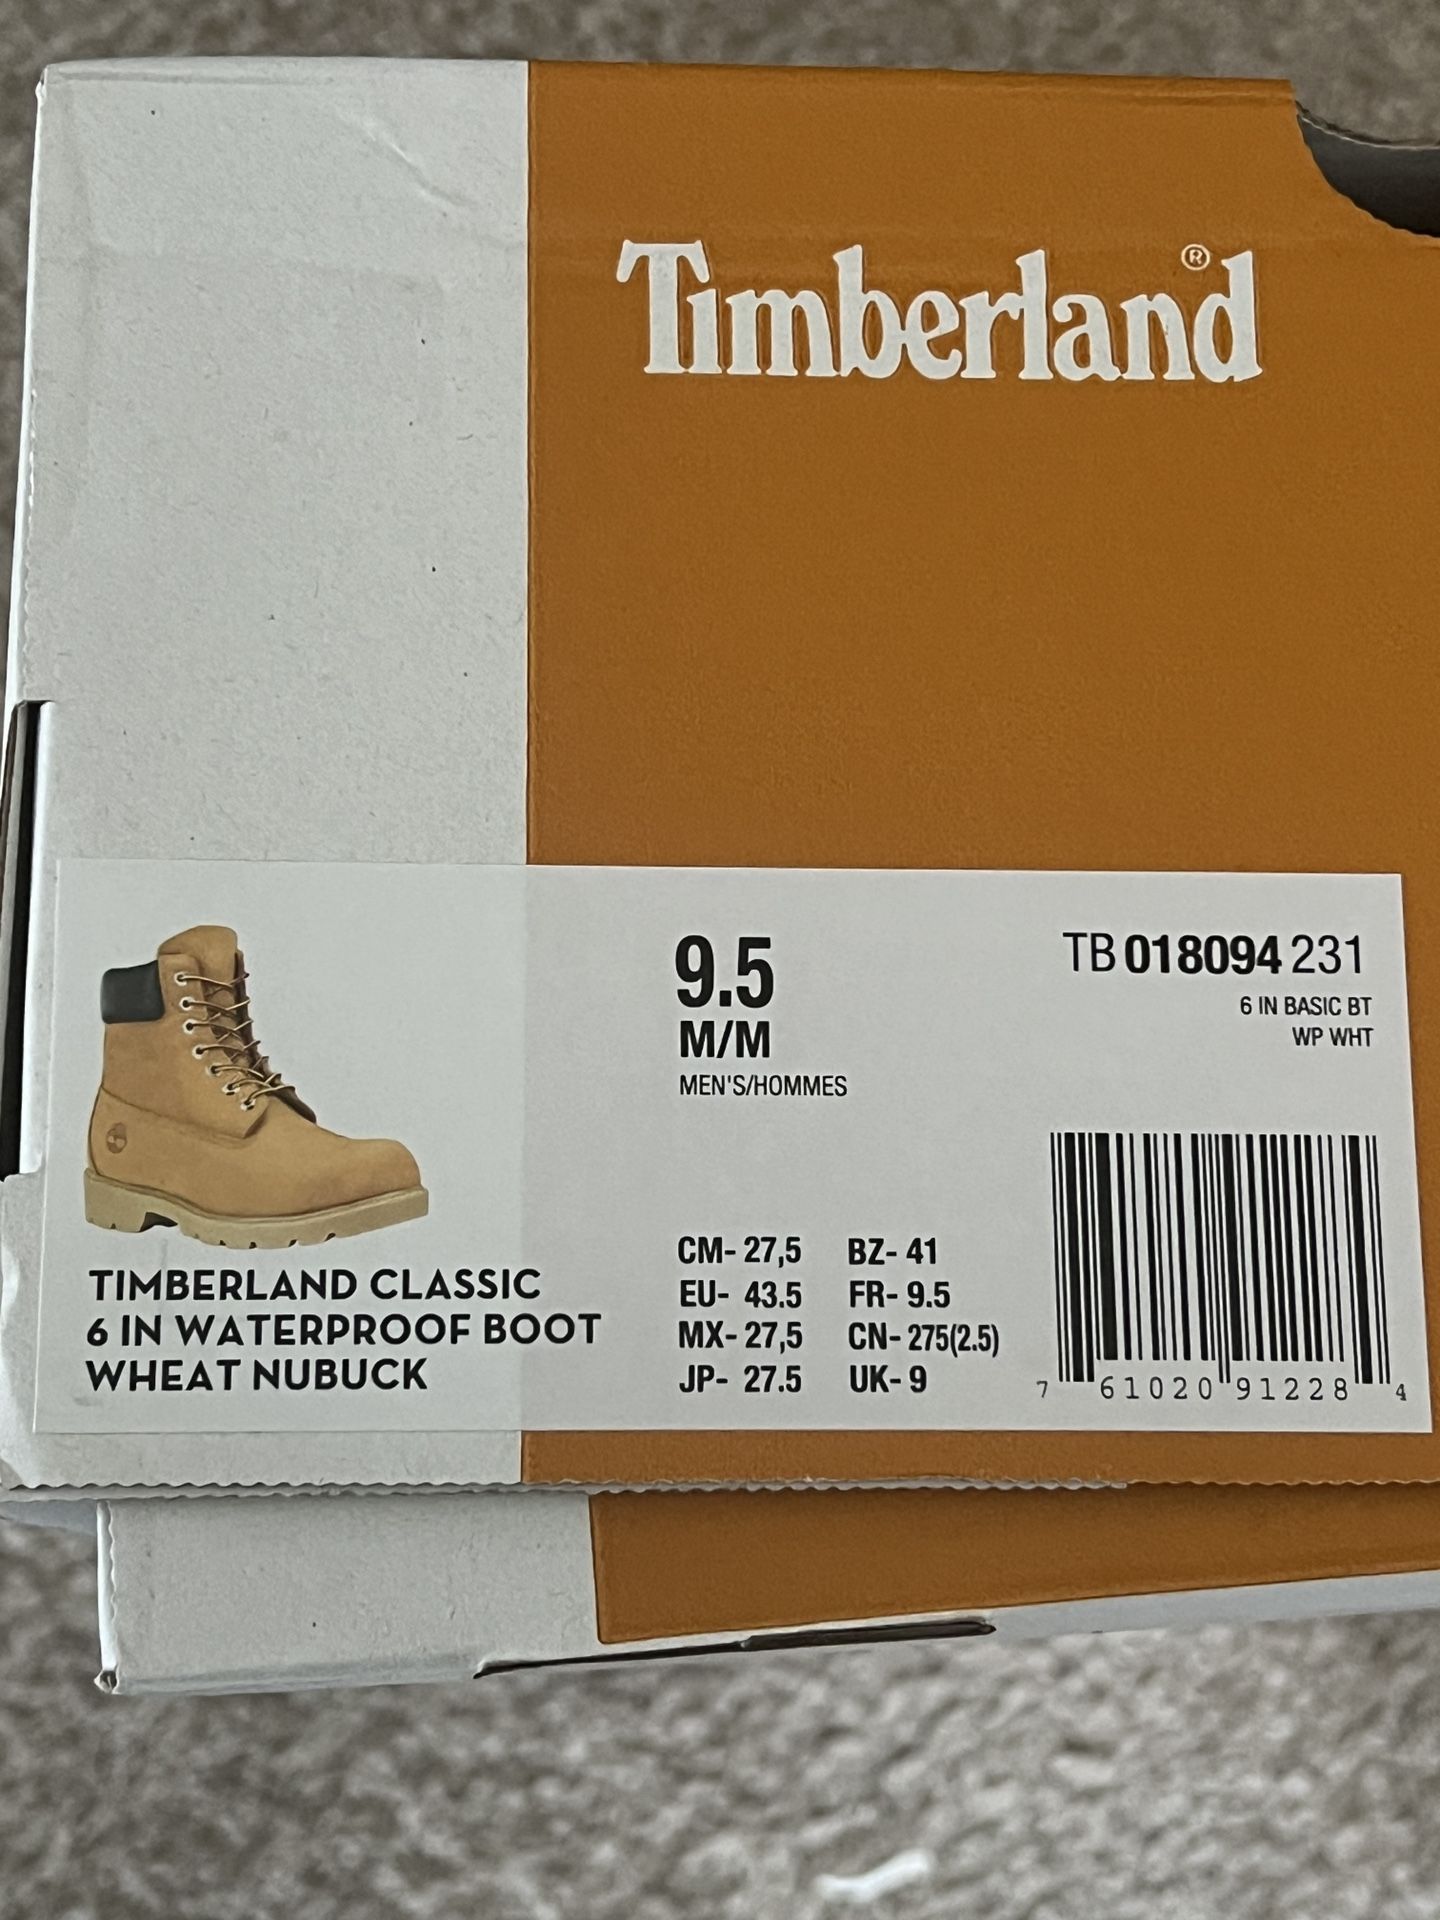 Timberland®
9.5
M/M
MEN'S/HOMMES
TB 018094 231
6 IN BASIC BT
WP WHT
TIMBERLAND CLASSIC
6 IN WATERPROOF BOOT
WHEAT NUBUCK
CM- 27,5 BZ- 41
EU- 43.5 FR- 9.5
MX- 27,5 CN- 275(2.5)
JP- 27.5 UK- 9
7 61020 91228 4